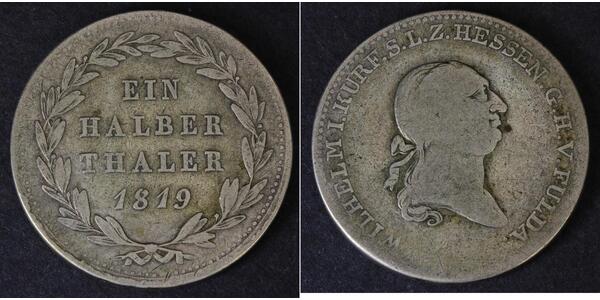 EIN
HALBER
THALER
1819
WILHELM I. KURF. S. L. Z. HESSEN. G. H. V. FULDA.